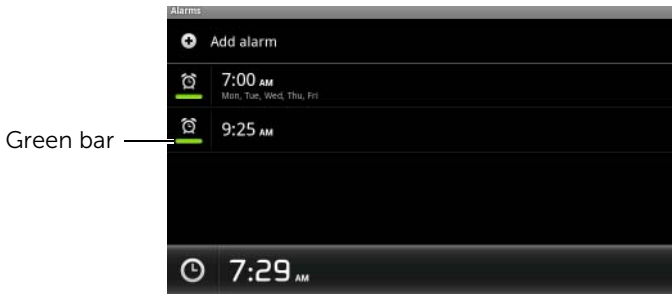 Alarms
Add alarm
7:00 AM
Mon, Tue, Wed, Thu, Fri
Green bar
9:25 AM
7:29 AM